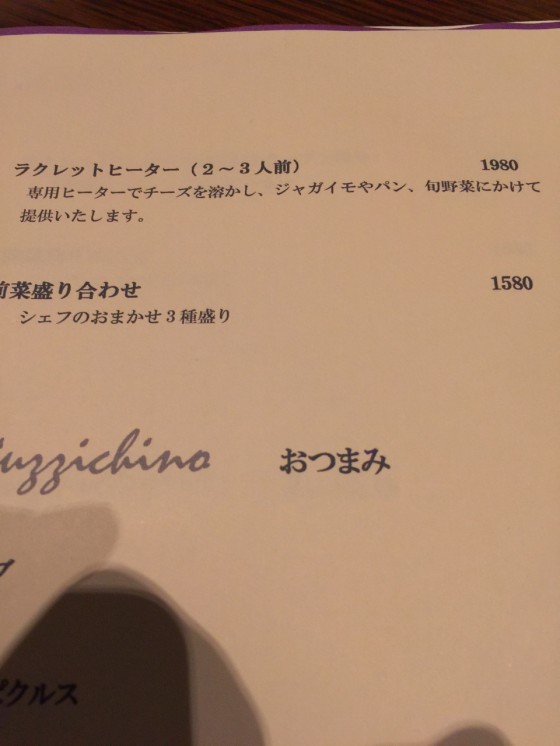 ラクレットヒーター（２～３人前） 1980
専用ヒーターでチーズを溶かし、ジャガイモやパン、旬野菜にかけて
提供いたします。
前菜盛り合わせ 1580
シェフのおまかせ３種盛り
uzzichino おつまみ
ピクルス